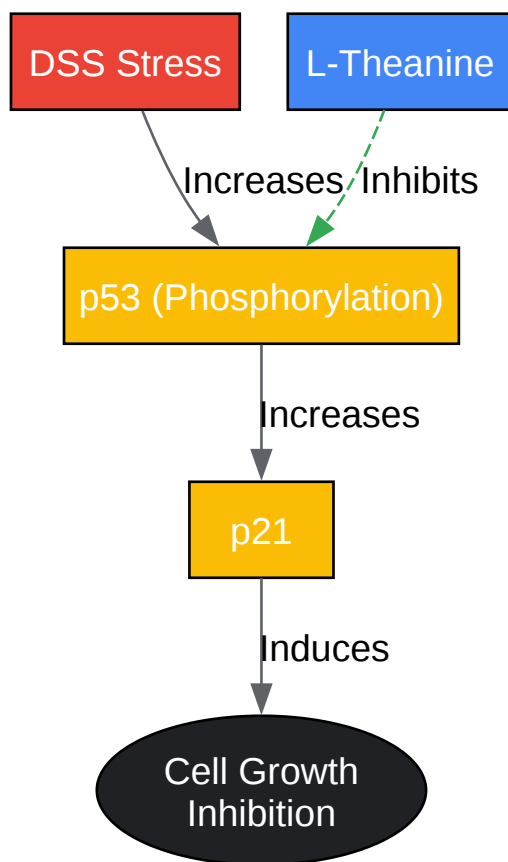 DSS Stress
L-Theanine
Increases
Inhibits
p53 (Phosphorylation)
Increases
p21
Induces
Cell Growth
Inhibition